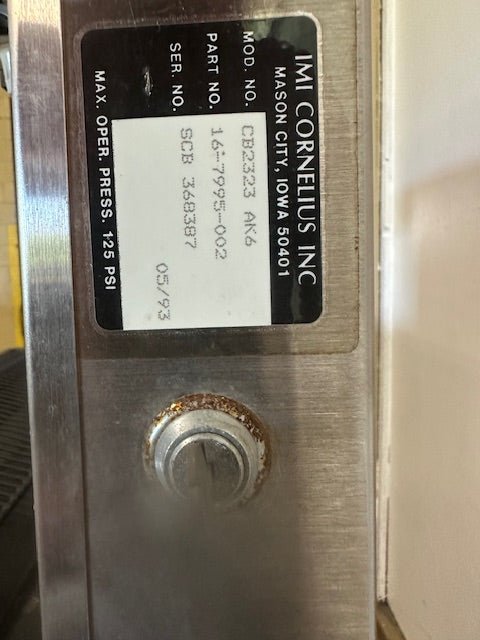 IMI CORNELIUS INC
MASON CITY, IOWA 50401
MOD. NO. CB2323 AK6
PART NO. 16-7995-002
SER. NO. SCB 368387
05/93
MAX. OPER. PRESS. 125 PSI